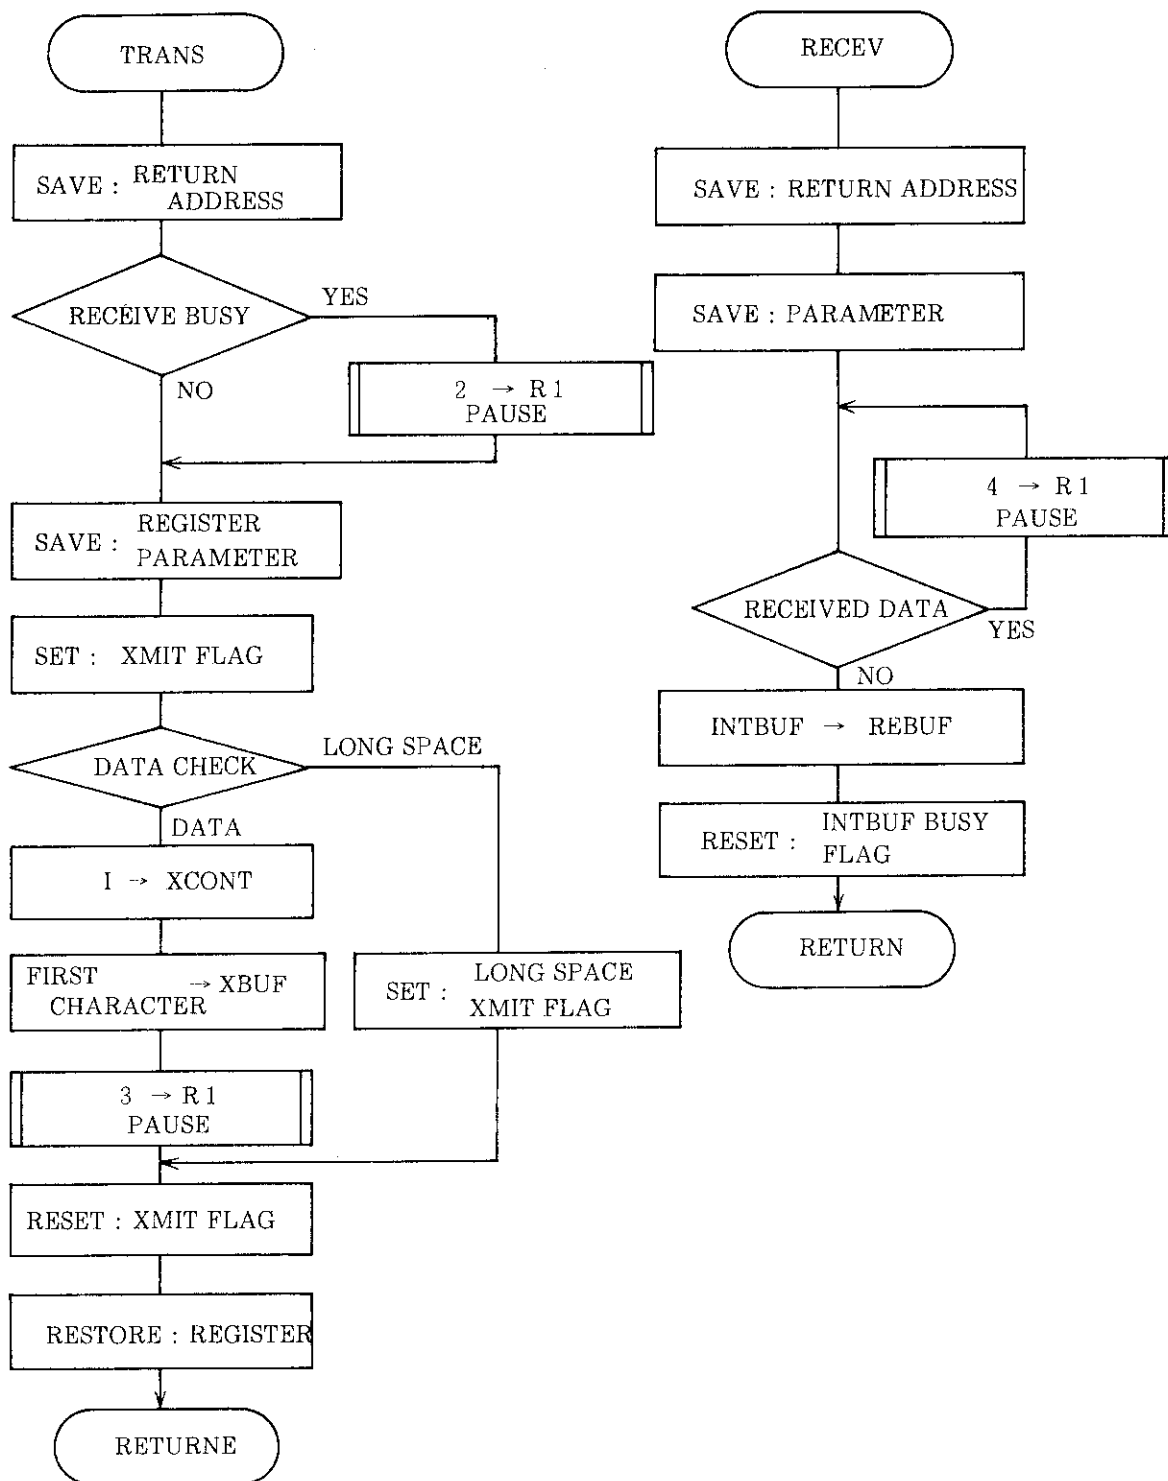 TRANS
SAVE : RETURN
ADDRESS
RECEIVE BUSY
YES
NO
2 → R1
PAUSE
SAVE : REGISTER
PARAMETER
SET : XMIT FLAG
DATA CHECK
LONG SPACE
DATA
I → XCONT
FIRST
CHARACTER → XBUF
SET : LONG SPACE
XMIT FLAG
3 → R1
PAUSE
RESET : XMIT FLAG
RESTORE : REGISTER
RETURNE
RECEV
SAVE : RETURN ADDRESS
SAVE : PARAMETER
4 → R1
PAUSE
RECEIVED DATA
YES
NO
INTBUF → REBUF
RESET : INTBUF BUSY
FLAG
RETURN